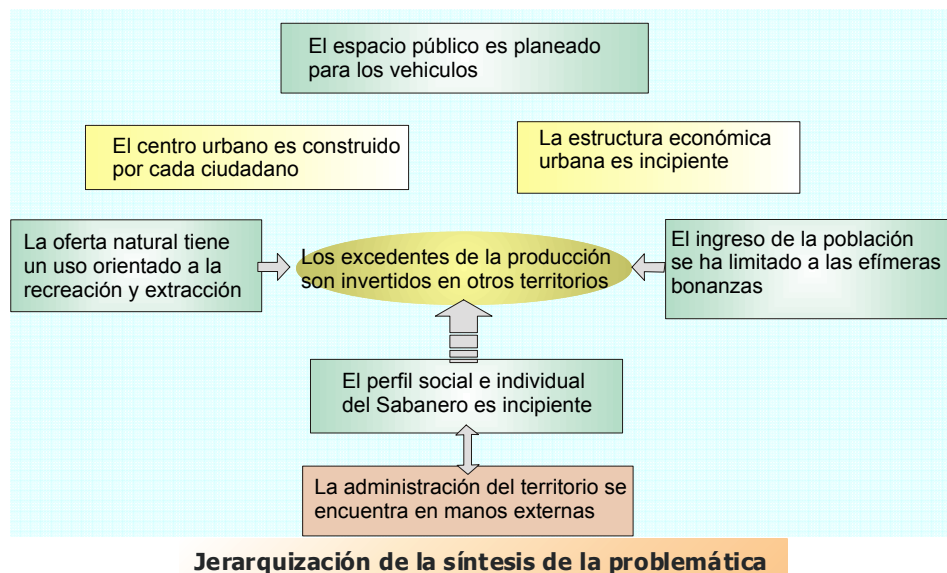 El espacio público es planeado
para los vehiculos
El centro urbano es construido
por cada ciudadano
La estructura económica
urbana es incipiente
La oferta natural tiene
un uso orientado a la
recreación y extracción
Los excedentes de la producción
son invertidos en otros territorios
El ingreso de la población
se ha limitado a las efímeras
bonanzas
El perfil social e individual
del Sabanero es incipiente
La administración del territorio se
encuentra en manos externas
Jerarquización de la síntesis de la problemática